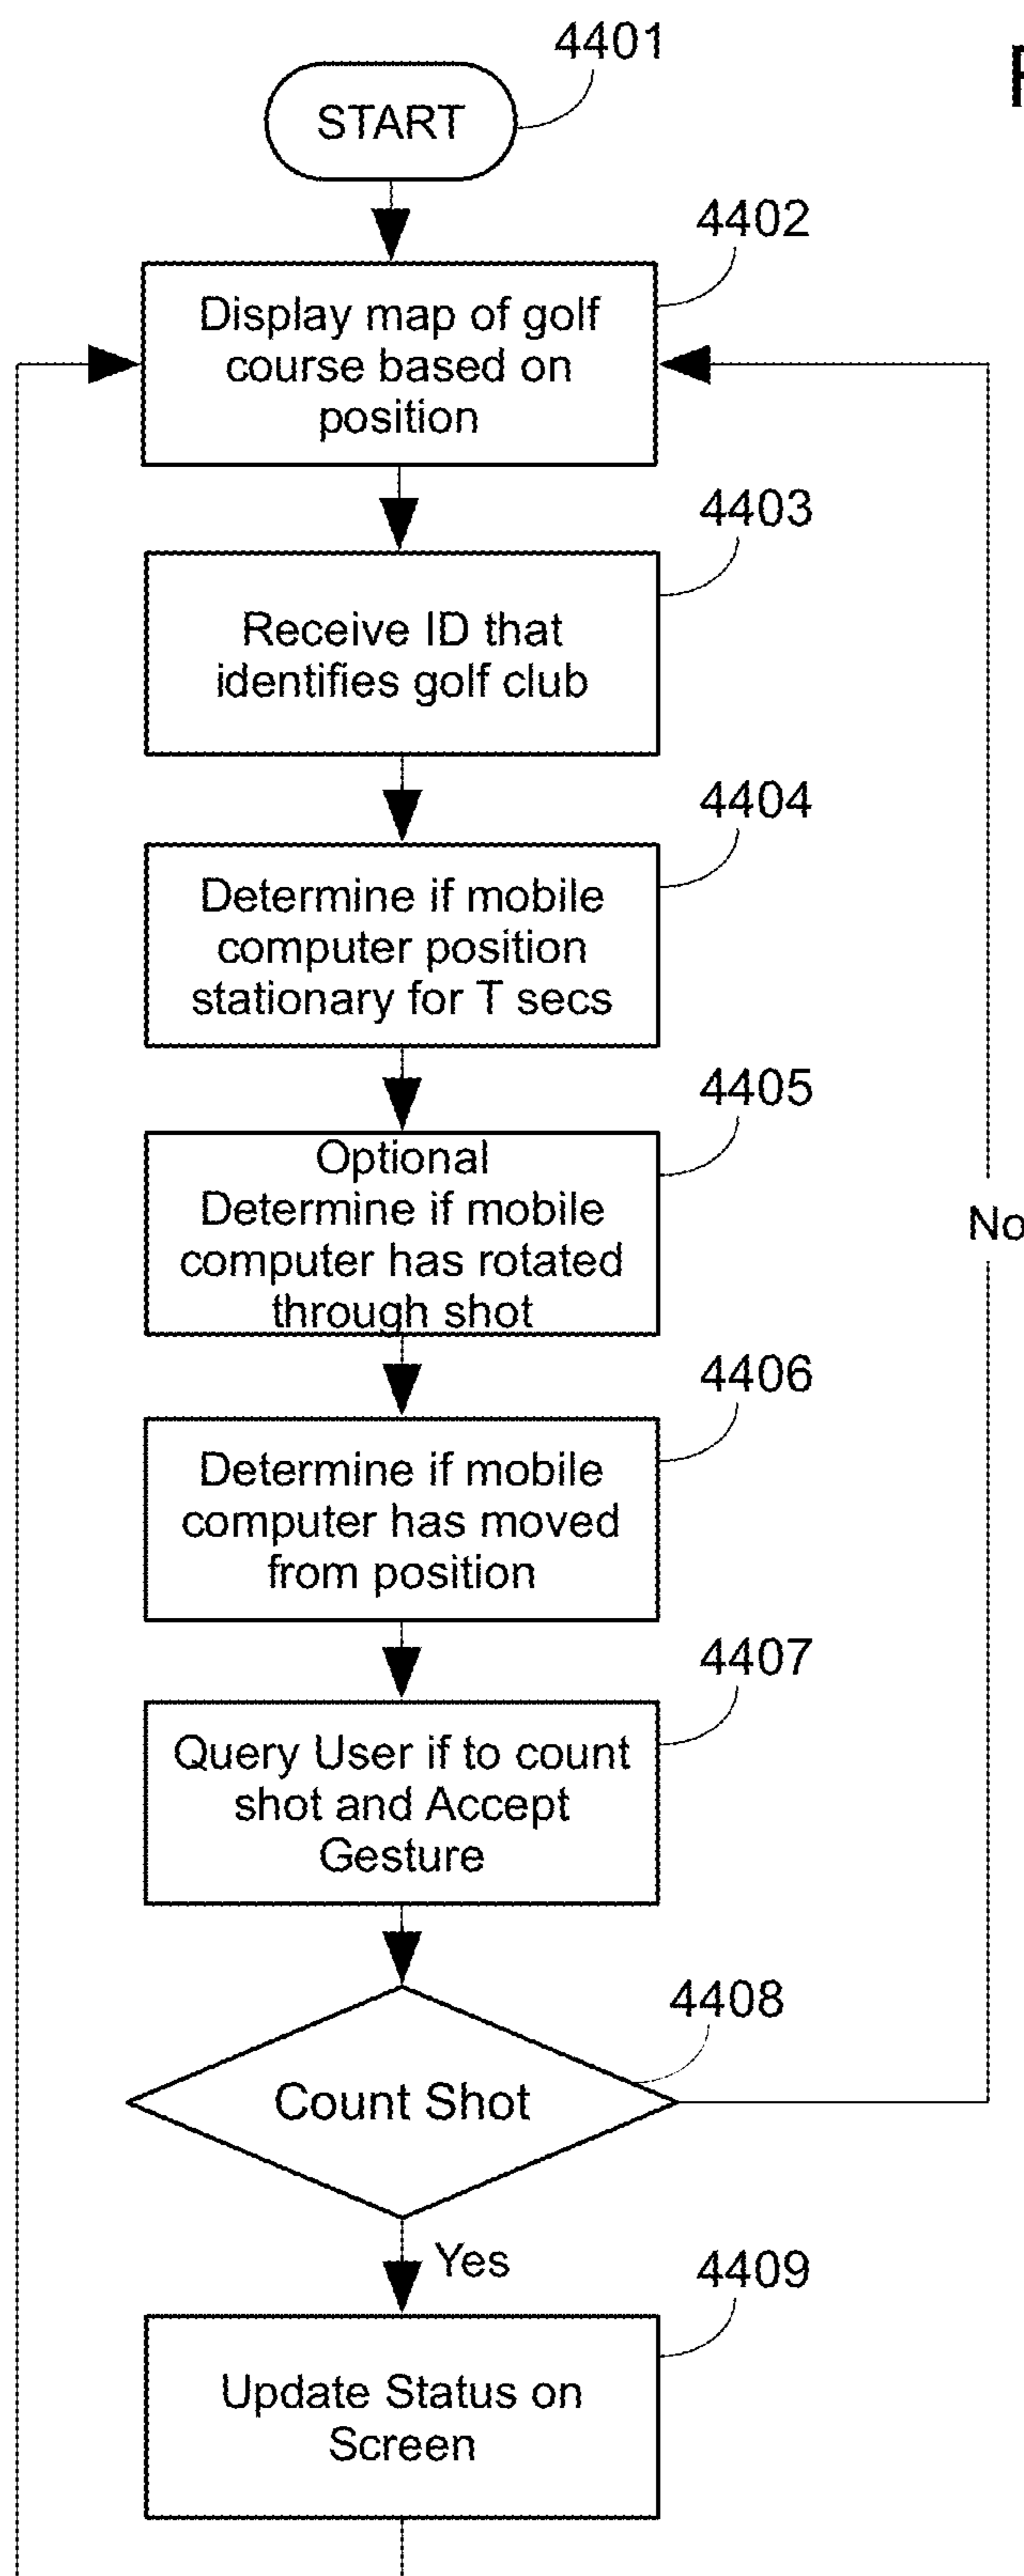 4401
START
4402
Display map of golf
course based on
position
4403
Receive ID that
identifies golf club
4404
Determine if mobile
computer position
stationary for T secs
4405
Optional
Determine if mobile
computer has rotated
through shot
No
4406
Determine if mobile
computer has moved
from position
4407
Query User if to count
shot and Accept
Gesture
4408
Count Shot
Yes
4409
Update Status on
Screen